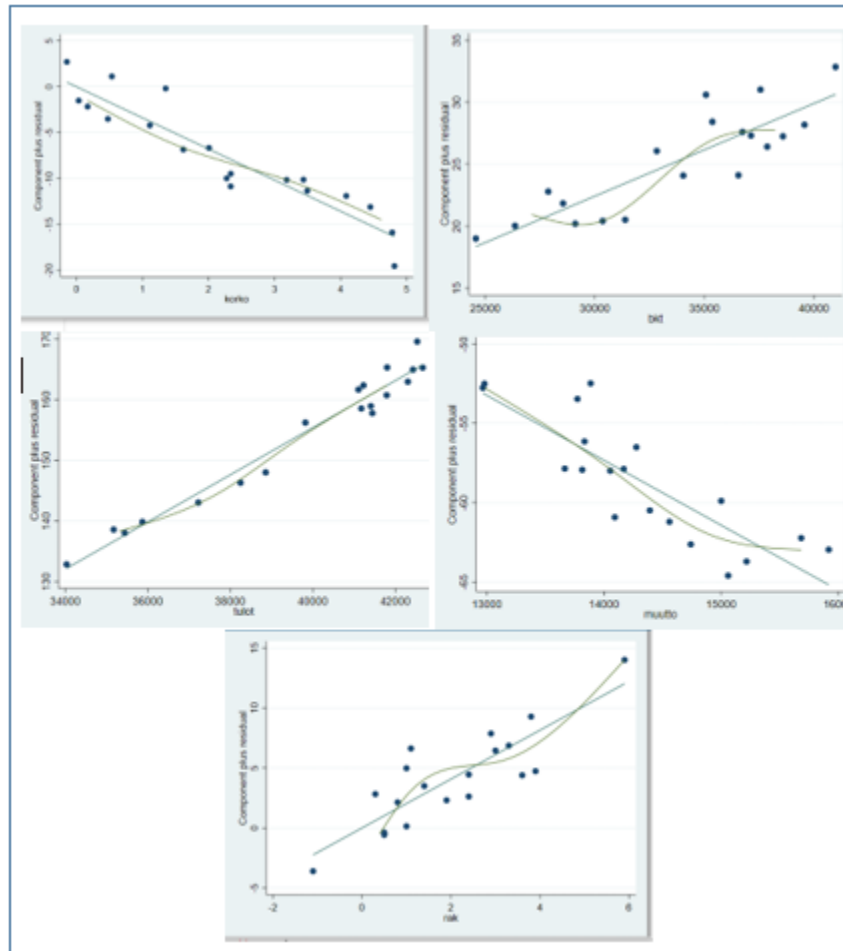 Component plus residual
5
0
-5
-10
-15
-20
0 1 2 3 4 5
korko
Component plus residual
35
30
25
20
15
25000 30000 35000 40000
bkt
Component plus residual
170
160
150
140
130
34000 36000 38000 40000 42000
tulot
Component plus residual
-50
-55
-60
-65
13000 14000 15000 1600
muutto
Component plus residual
15
10
5
0
-5
-2 0 2 4 6
rak